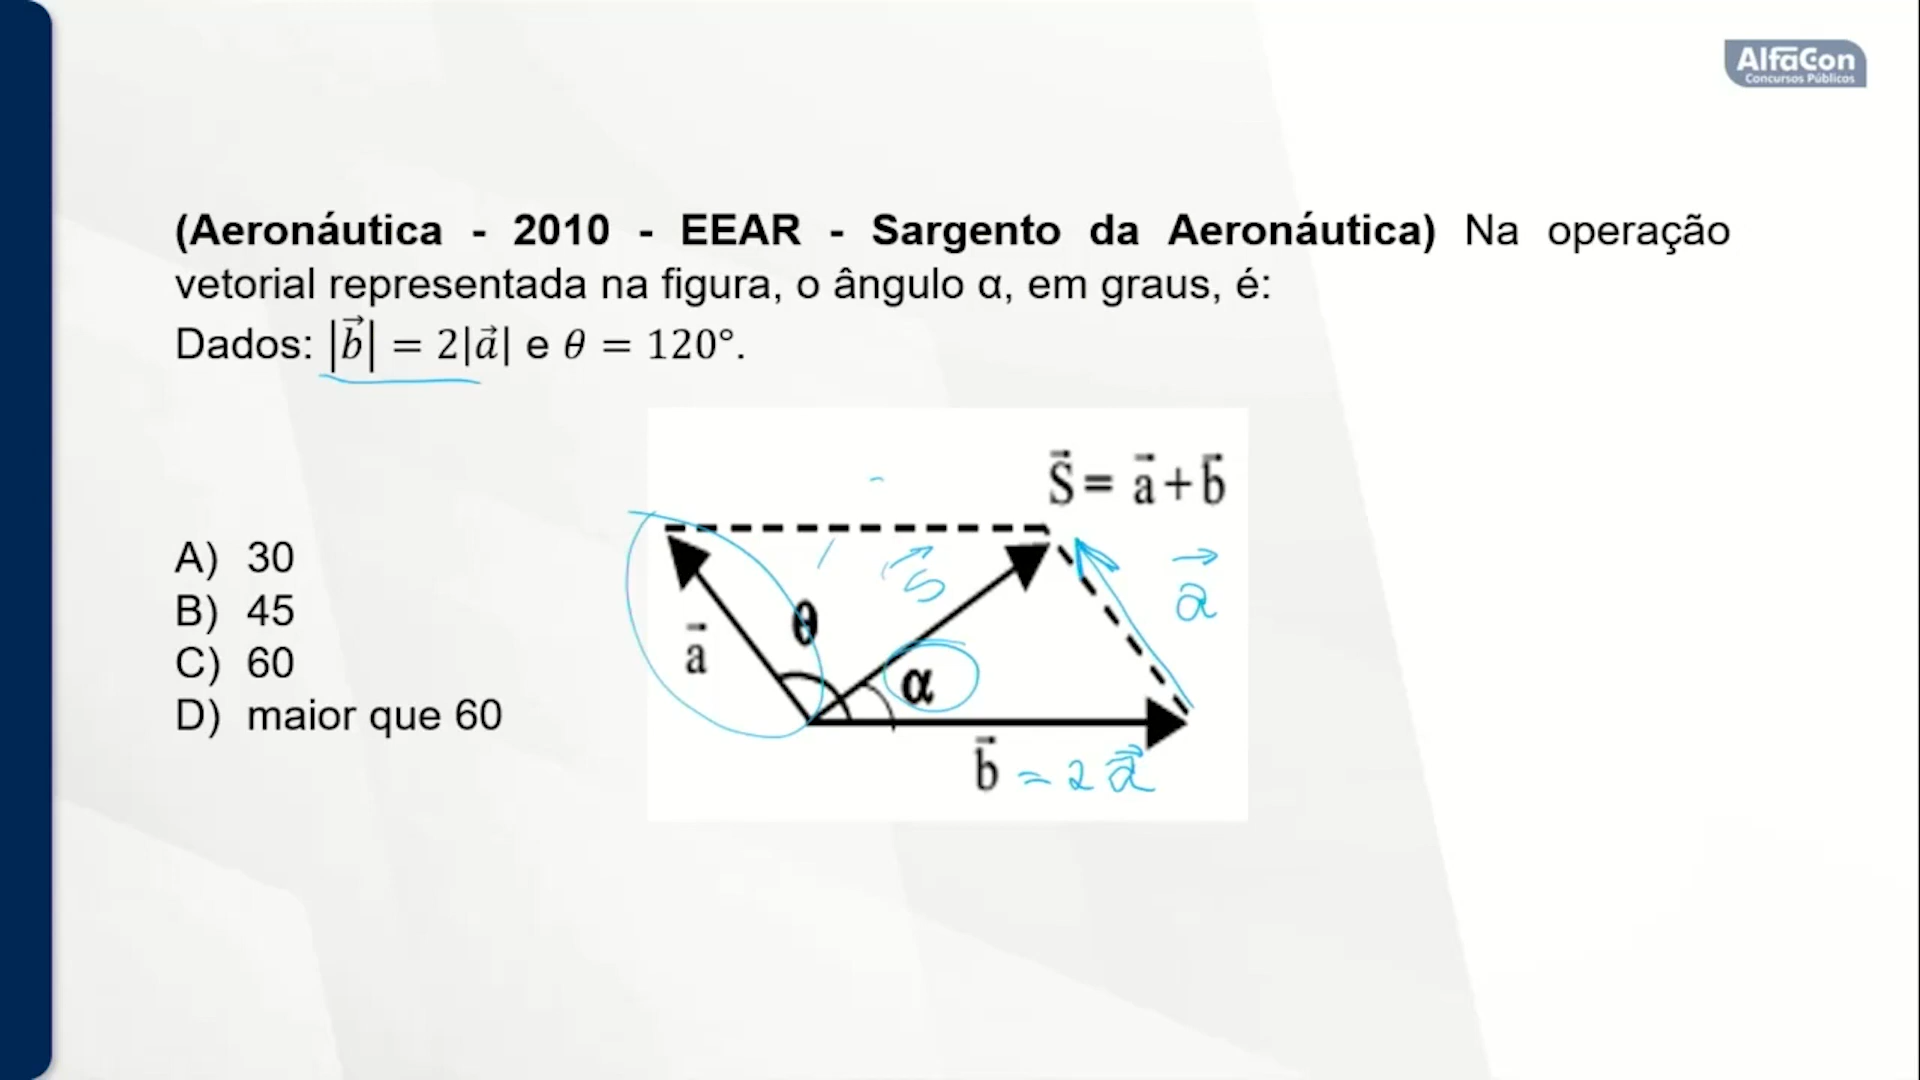 AlfaCon
Concursos Públicos
(Aeronáutica - 2010 - EEAR - Sargento da Aeronáutica) Na operação
vetorial representada na figura, o ângulo α, em graus, é:
Dados: |b⃗| = 2|a⃗| e θ = 120°.
A) 30
B) 45
C) 60
D) maior que 60
S⃗ = a⃗ + b⃗
s⃗
a⃗
θ
a⃗
α
b⃗ = 2 a⃗